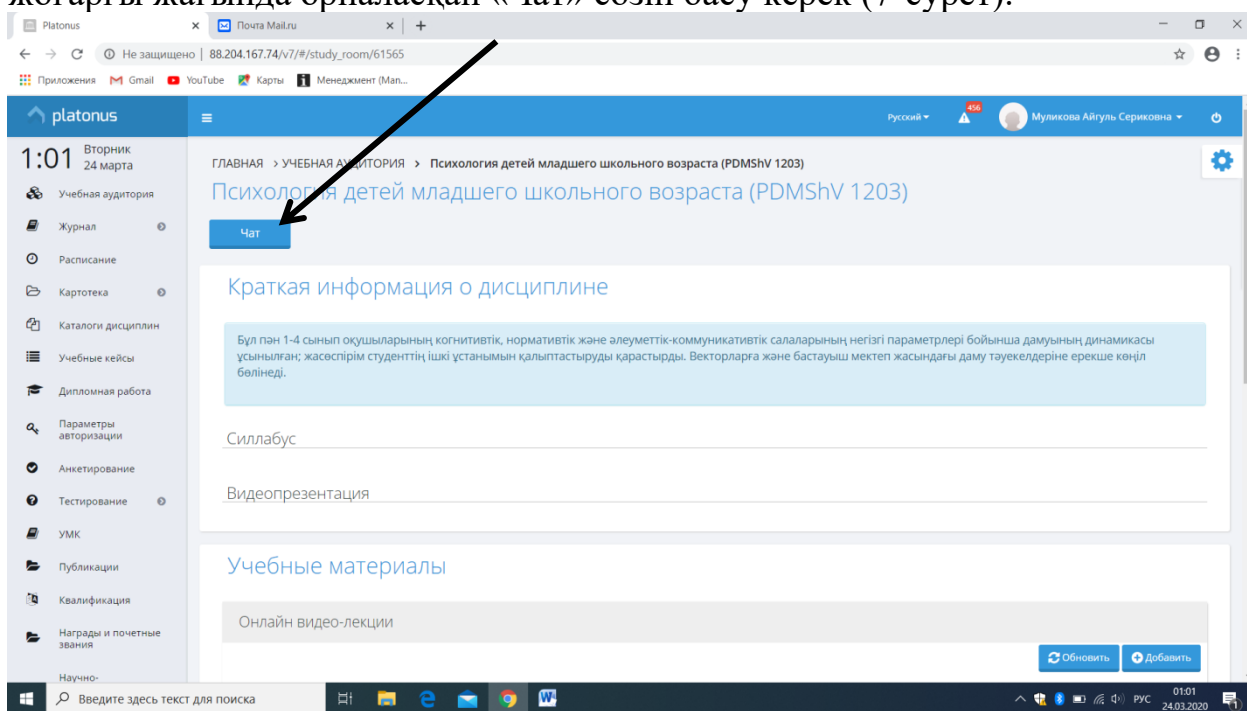 жоғарғы жағында орналасқан «Чат» сөзін басу керек (7-сурет).
Platonus
Почта Mail.ru
Не защищено | 88.204.167.74/v7/#/study_room/61565
Приложения Gmail YouTube Карты Менеджмент (Man...
platonus
Русский 456 Муликова Айгуль Сериковна
1:01 Вторник
24 марта
ГЛАВНАЯ > УЧЕБНАЯ АУДИТОРИЯ > Психология детей младшего школьного возраста (PDMShV 1203)
Психология детей младшего школьного возраста (PDMShV 1203)
Чат
Учебная аудитория
Журнал
Расписание
Картотека
Каталоги дисциплин
Учебные кейсы
Дипломная работа
Параметры
авторизации
Анкетирование
Тестирование
УМК
Публикации
Квалификация
Награды и почетные
звания
Научно-
Краткая информация о дисциплине
Бұл пән 1-4 сынып оқушыларының когнитивтік, нормативтік және әлеуметтік-коммуникативтік салаларының негізгі параметрлері бойынша дамуының динамикасы
ұсынылған; жасөспірім студенттің ішкі ұстанымын қалыптастыруды қарастырды. Векторларға және бастауыш мектеп жасындағы даму тәуекелдеріне ерекше көңіл
бөлінеді.
Силлабус
Видеопрезентация
Учебные материалы
Онлайн видео-лекции
Обновить Добавить
Введите здесь текст для поиска
РУС 01:01
24.03.2020